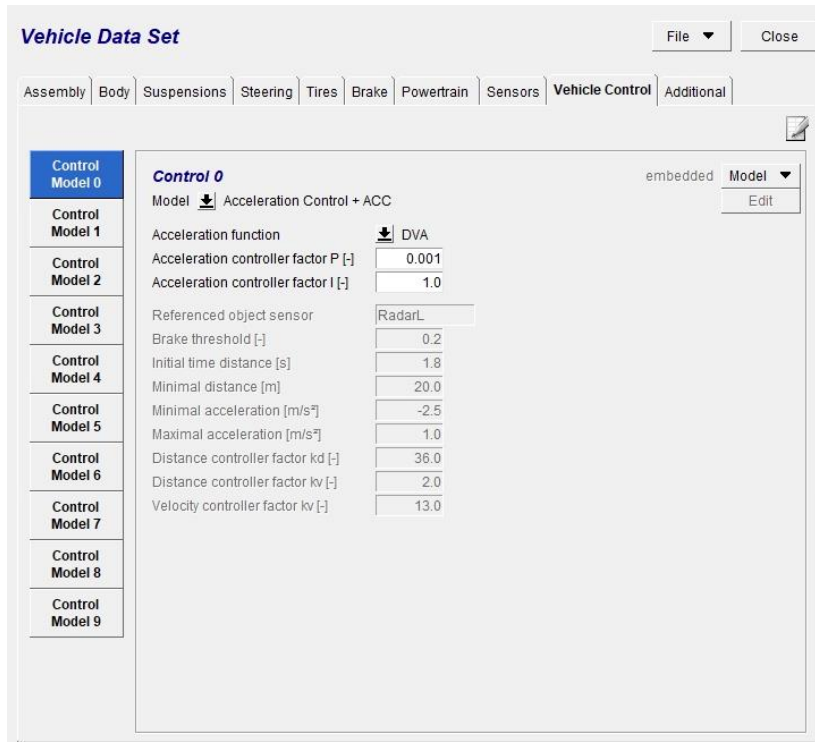 Vehicle Data Set
File Close
Assembly Body Suspensions Steering Tires Brake Powertrain Sensors Vehicle Control Additional
Control Model 0
Control Model 1
Control Model 2
Control Model 3
Control Model 4
Control Model 5
Control Model 6
Control Model 7
Control Model 8
Control Model 9
Control 0 embedded Model
Model Acceleration Control + ACC Edit
Acceleration function DVA
Acceleration controller factor P [-] 0.001
Acceleration controller factor I [-] 1.0
Referenced object sensor RadarL
Brake threshold [-] 0.2
Initial time distance [s] 1.8
Minimal distance [m] 20.0
Minimal acceleration [m/s²] -2.5
Maximal acceleration [m/s²] 1.0
Distance controller factor kd [-] 36.0
Distance controller factor kv [-] 2.0
Velocity controller factor kv [-] 13.0